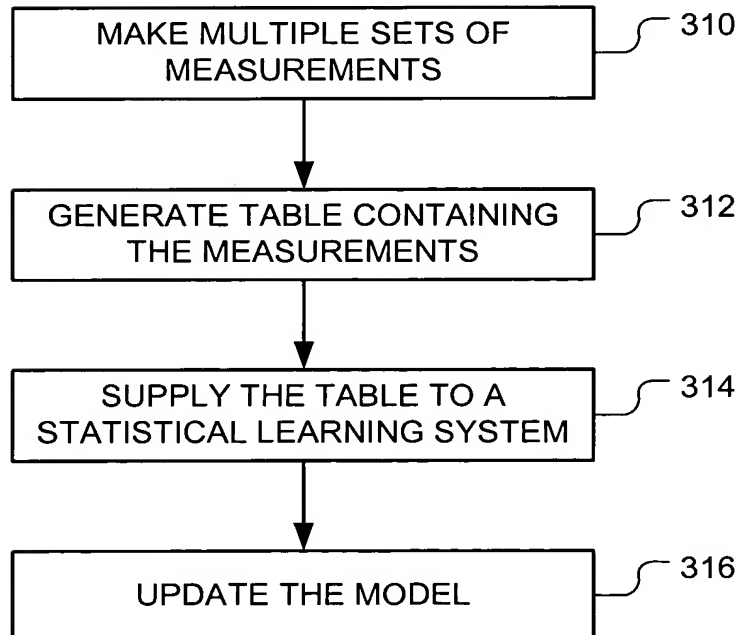 MAKE MULTIPLE SETS OF
MEASUREMENTS
310
GENERATE TABLE CONTAINING
THE MEASUREMENTS
312
SUPPLY THE TABLE TO A
STATISTICAL LEARNING SYSTEM
314
UPDATE THE MODEL
316